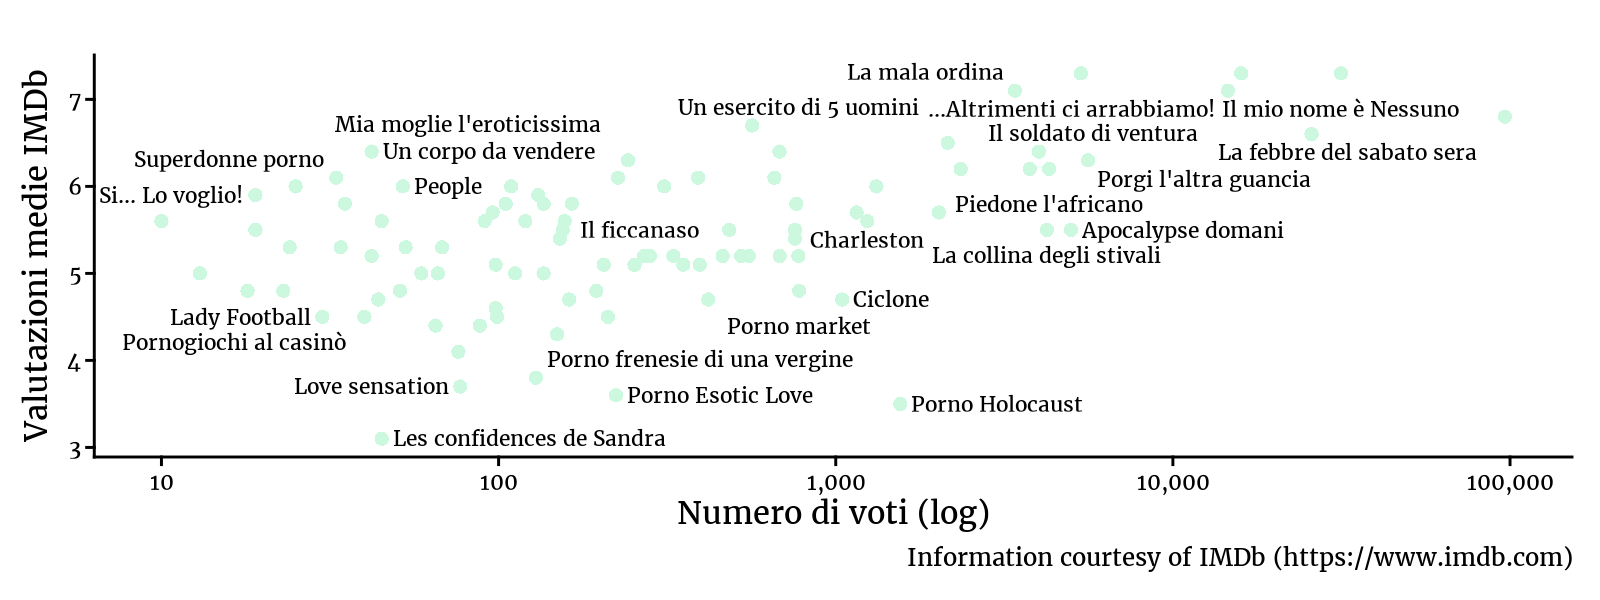 La mala ordina
7
Un esercito di 5 uomini
...Altrimenti ci arrabbiamo!
Il mio nome è Nessuno
Mia moglie l'eroticissima
Il soldato di ventura
Un corpo da vendere
La febbre del sabato sera
Superdonne porno
Porgi l'altra guancia
6
People
Si... Lo voglio!
Piedone l'africano
Il ficcanaso
Apocalypse domani
Charleston
La collina degli stivali
5
Ciclone
Lady Football
Porno market
Pornogiochi al casinò
4
Porno frenesie di una vergine
Love sensation
Porno Esotic Love
Porno Holocaust
Les confidences de Sandra
3
Valutazioni medie IMDb
10
100
1,000
10,000
100,000
Numero di voti (log)
Information courtesy of IMDb (https://www.imdb.com)